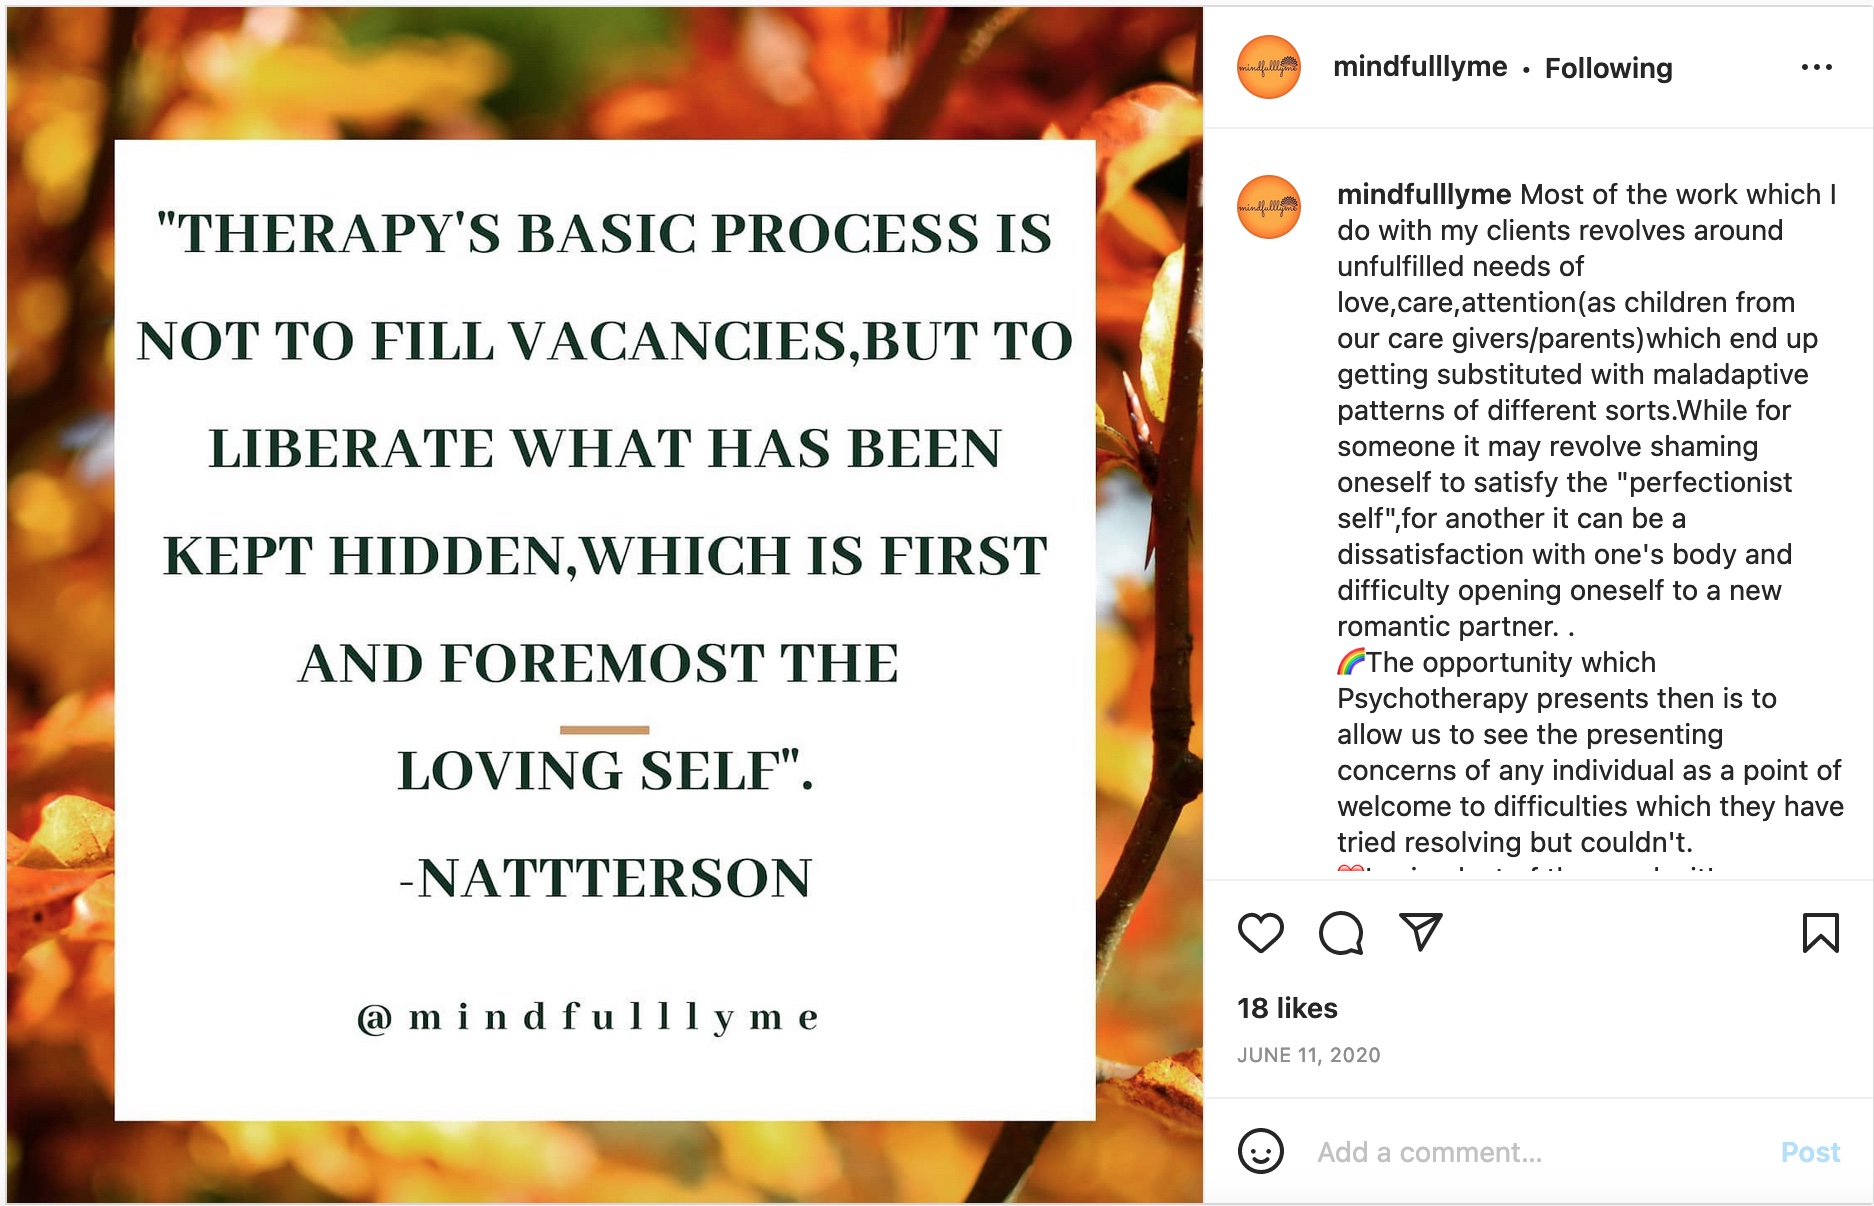 "THERAPY'S BASIC PROCESS IS
NOT TO FILL VACANCIES,BUT TO
LIBERATE WHAT HAS BEEN
KEPT HIDDEN,WHICH IS FIRST
AND FOREMOST THE
LOVING SELF".
-NATTTERSON
@mindfulllyme
mindfulllyme
mindfulllyme • Following
mindfulllyme
mindfulllyme Most of the work which I
do with my clients revolves around
unfulfilled needs of
love,care,attention(as children from
our care givers/parents)which end up
getting substituted with maladaptive
patterns of different sorts.While for
someone it may revolve shaming
oneself to satisfy the "perfectionist
self",for another it can be a
dissatisfaction with one's body and
difficulty opening oneself to a new
romantic partner. .
🌈The opportunity which
Psychotherapy presents then is to
allow us to see the presenting
concerns of any individual as a point of
welcome to difficulties which they have
tried resolving but couldn't.
18 likes
JUNE 11, 2020
Add a comment...
Post